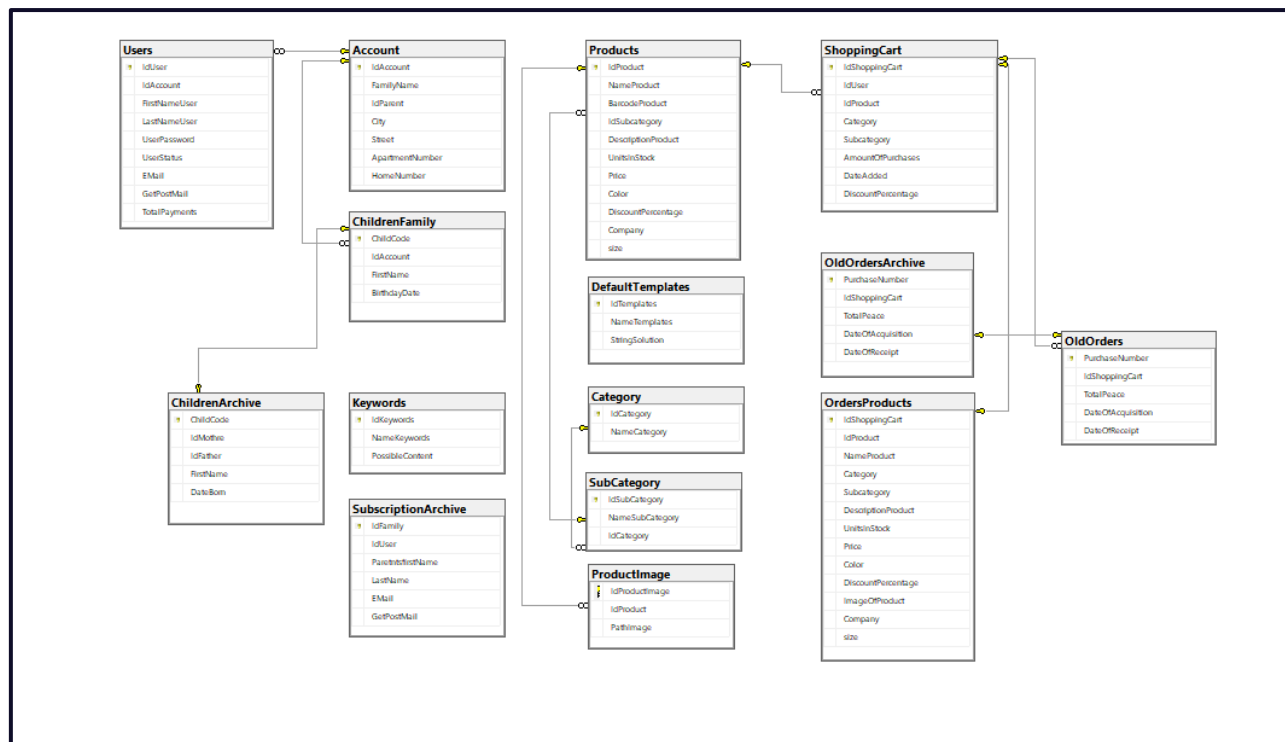 Users
IdUser
IdAccount
FirstNameUser
LastNameUser
UserPassword
UserStatus
EMail
GetPostMail
TotalPayments
Account
IdAccount
FamilyName
IdParent
City
Street
ApartmentNumber
HomeNumber
ChildrenFamily
ChildCode
IdAccount
FirstName
BirthdayDate
ChildrenArchive
ChildCode
IdMothre
IdFather
FirstName
DateBorn
Keywords
IdKeywords
NameKeywords
PossibleContent
SubscriptionArchive
IdFamily
IdUser
ParetntsfirstName
LastName
EMail
GetPostMail
Products
IdProduct
NameProduct
BarcodeProduct
IdSubcategory
DescriptionProduct
UnitsInStock
Price
Color
DiscountPercentage
Company
size
DefaultTemplates
IdTemplates
NameTemplates
StringSolution
Category
IdCategory
NameCategory
SubCategory
IdSubCategory
NameSubCategory
IdCategory
ProductImage
IdProductImage
IdProduct
PathImage
ShoppingCart
IdShoppingCart
IdUser
IdProduct
Category
Subcategory
AmountOfPurchases
DateAdded
DiscountPercentage
OldOrdersArchive
PurchaseNumber
IdShoppingCart
TotalPeace
DateOfAcquisition
DateOfReceipt
OrdersProducts
IdShoppingCart
IdProduct
NameProduct
Category
Subcategory
DescriptionProduct
UnitsInStock
Price
Color
DiscountPercentage
ImageOfProduct
Company
size
OldOrders
PurchaseNumber
IdShoppingCart
TotalPeace
DateOfAcquisition
DateOfReceipt